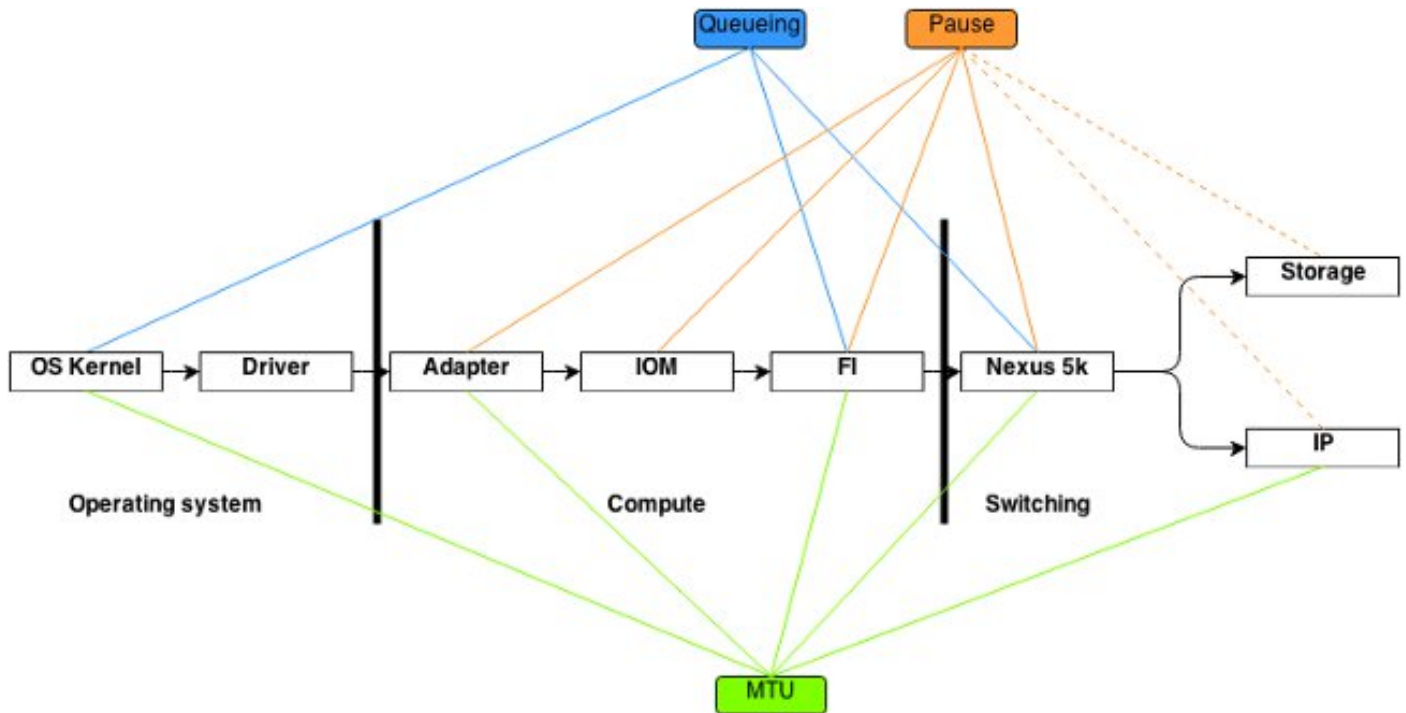 Queueing
Pause
Storage
OS Kernel
Driver
Adapter
IOM
FI
Nexus 5k
IP
Operating system
Compute
Switching
MTU